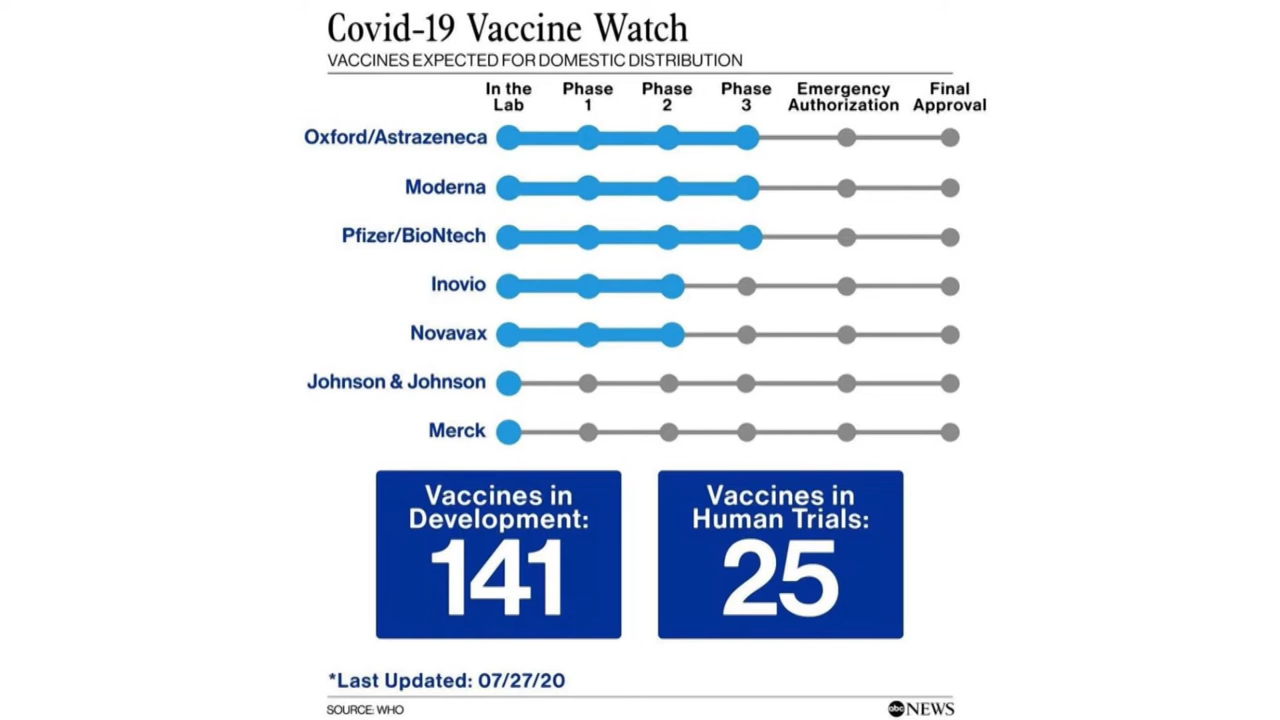 Covid-19 Vaccine Watch
VACCINES EXPECTED FOR DOMESTIC DISTRIBUTION
In the Lab
Phase 1
Phase 2
Phase 3
Emergency Authorization
Final Approval
Oxford/Astrazeneca
Moderna
Pfizer/BioNtech
Inovio
Novavax
Johnson & Johnson
Merck
Vaccines in
Development:
141
Vaccines in
Human Trials:
25
*Last Updated: 07/27/20
SOURCE: WHO
abc NEWS